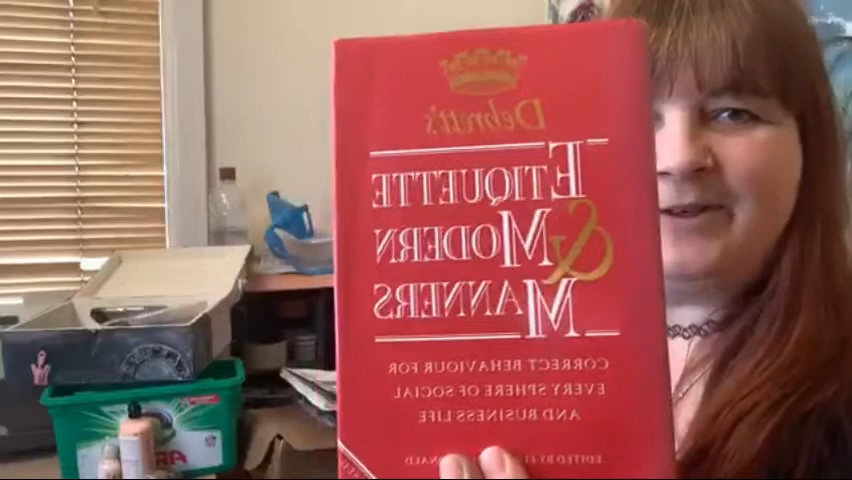 Debrett's
ETIQUETTE
& MODERN
MANNERS
CORRECT BEHAVIOUR FOR
EVERY SPHERE OF SOCIAL
AND BUSINESS LIFE
EDITED BY